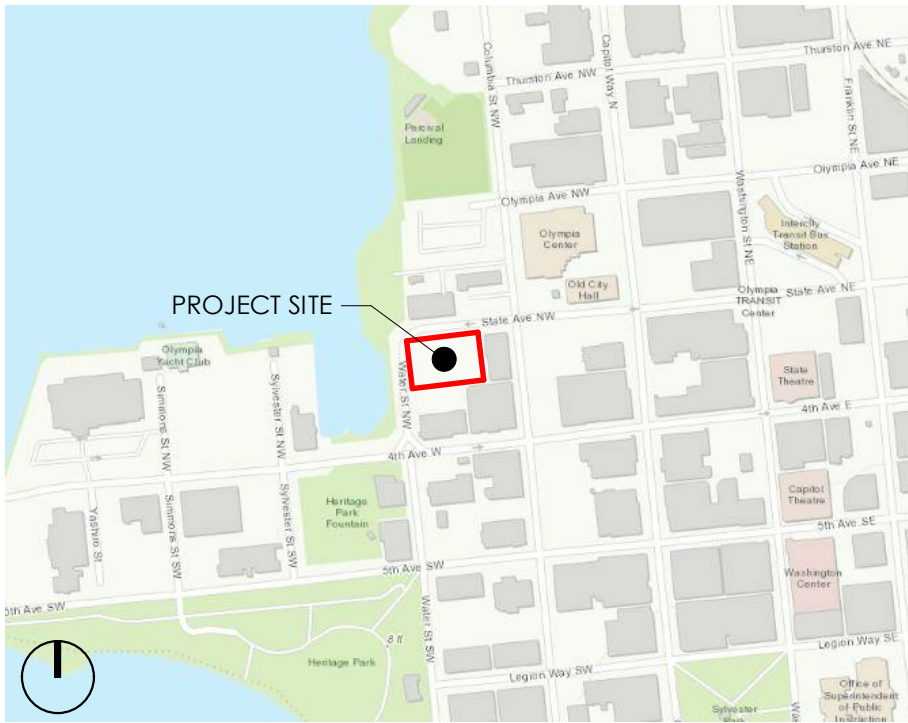 Thurston Ave NE
Columbia St NW
Capitol Way N
Thurston Ave NW
Franklin St NE
Percival
Landing
Olympia Ave NE
Olympia Ave NW
Washington St NE
Intercity
Transit Bus
Station
Olympia
Center
Old City
Hall
Olympia
TRANSIT
Center
State Ave NE
PROJECT SITE
State Ave NW
Olympia
Yacht Club
Water St NW
State
Theatre
Simmons St NW
Sylvester St NW
4th Ave E
4th Ave W
Capitol
Theatre
Heritage
Park
Fountain
Yashiro St
Simmons St SW
Sylvester St SW
5th Ave SE
5th Ave SW
Washington
Center
5th Ave SW
Water St SW
8 ft
Legion Way SE
Heritage Park
Legion Way SW
Office of
Superintendent
of Public
Instruction
Sylvester
Park
Wa